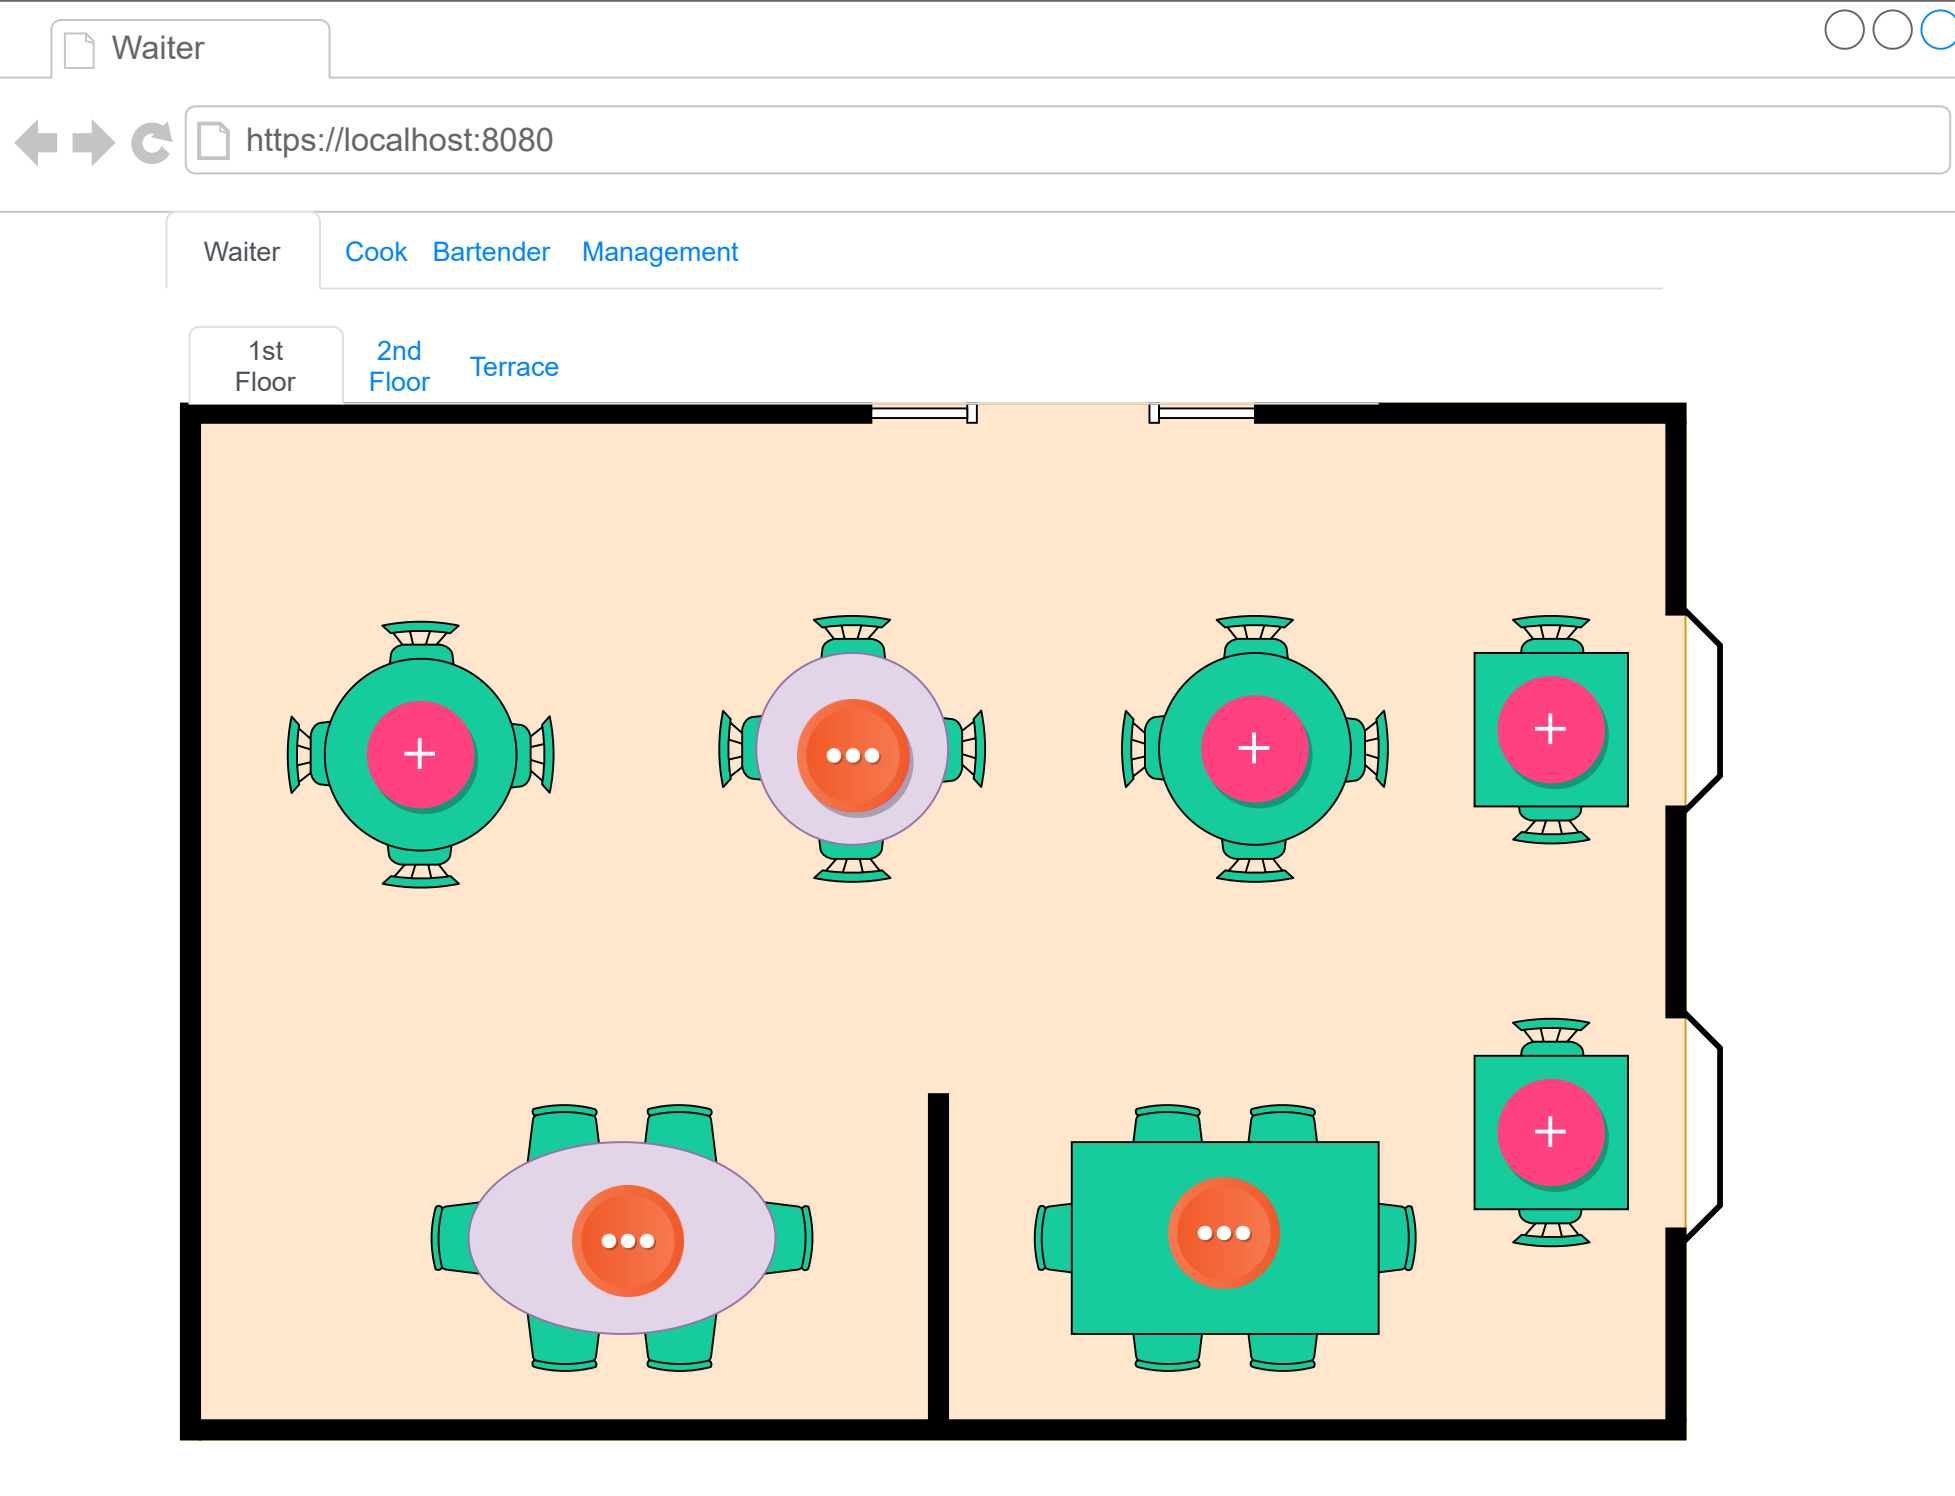 Waiter
https://localhost:8080
Waiter Cook Bartender Management
1st Floor
2nd Floor
Terrace